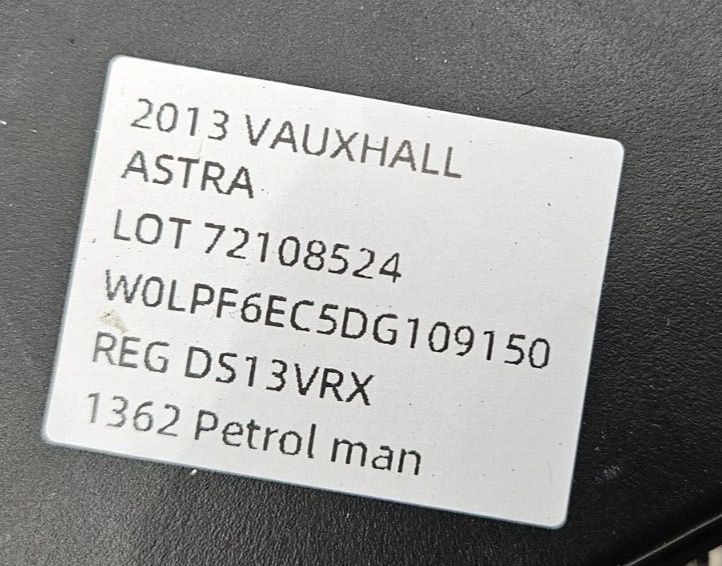 2013 VAUXHALL
ASTRA
LOT 72108524
W0LPF6EC5DG109150
REG DS13VRX
1362 Petrol man